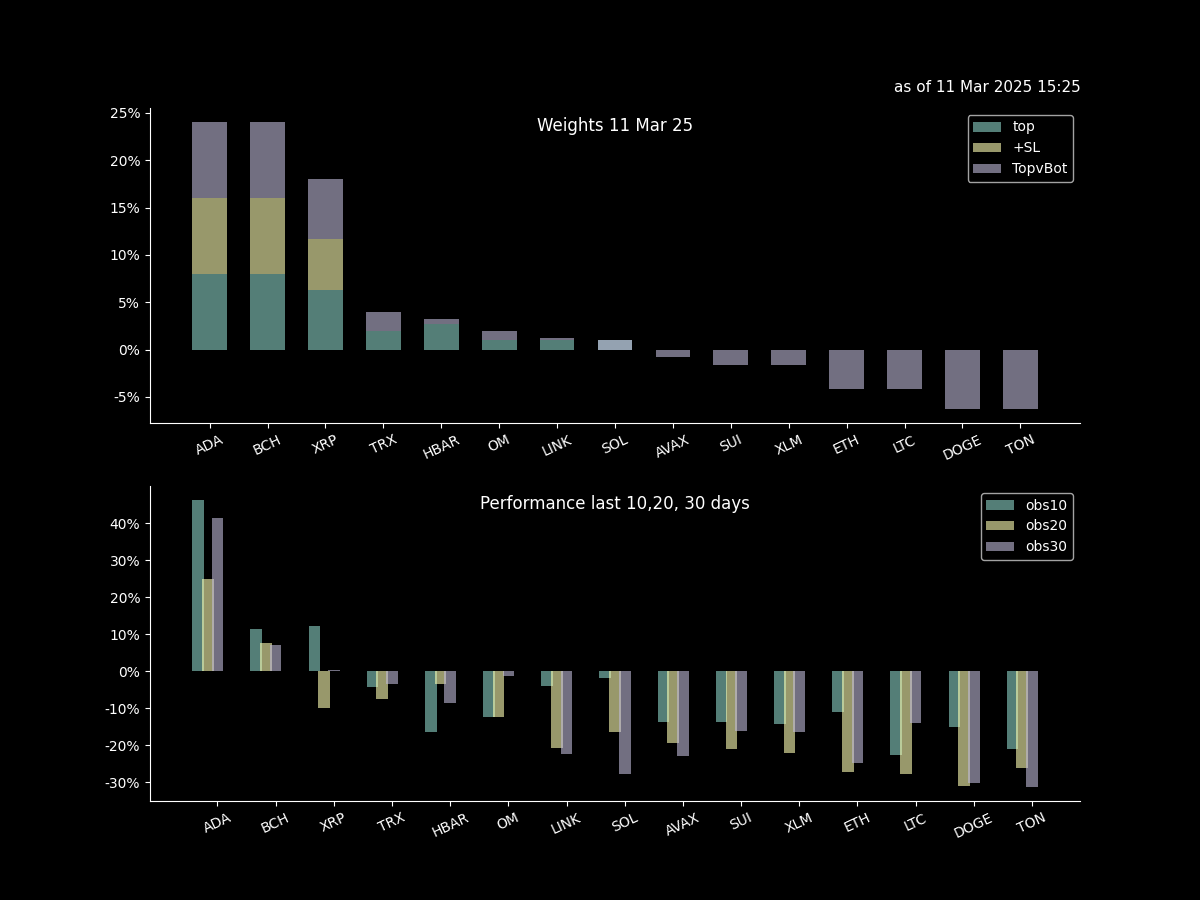 as of 11 Mar 2025 15:25
Weights 11 Mar 25
top
+SL
TopvBot
25%
20%
15%
10%
5%
0%
-5%
ADA BCH XRP TRX HBAR OM LINK SOL AVAX SUI XLM ETH LTC DOGE TON
Performance last 10,20, 30 days
obs10
obs20
obs30
40%
30%
20%
10%
0%
-10%
-20%
-30%
ADA BCH XRP TRX HBAR OM LINK SOL AVAX SUI XLM ETH LTC DOGE TON